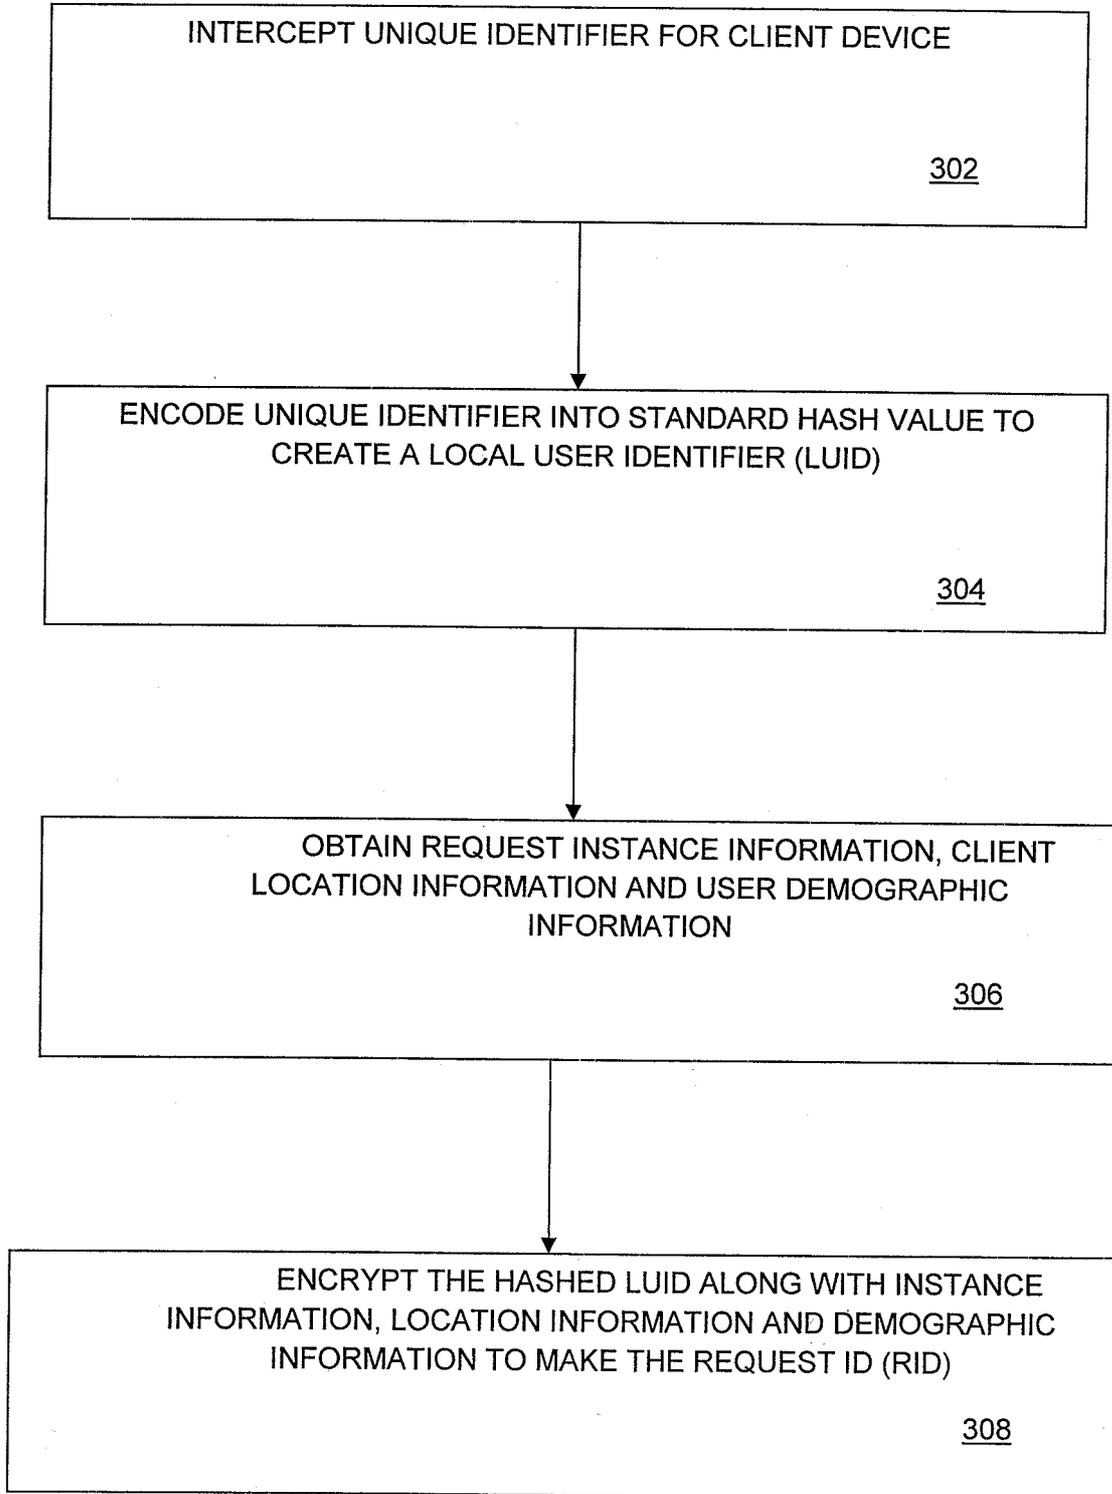 INTERCEPT UNIQUE IDENTIFIER FOR CLIENT DEVICE
302
ENCODE UNIQUE IDENTIFIER INTO STANDARD HASH VALUE TO
CREATE A LOCAL USER IDENTIFIER (LUID)
304
OBTAIN REQUEST INSTANCE INFORMATION, CLIENT
LOCATION INFORMATION AND USER DEMOGRAPHIC
INFORMATION
306
ENCRYPT THE HASHED LUID ALONG WITH INSTANCE
INFORMATION, LOCATION INFORMATION AND DEMOGRAPHIC
INFORMATION TO MAKE THE REQUEST ID (RID)
308